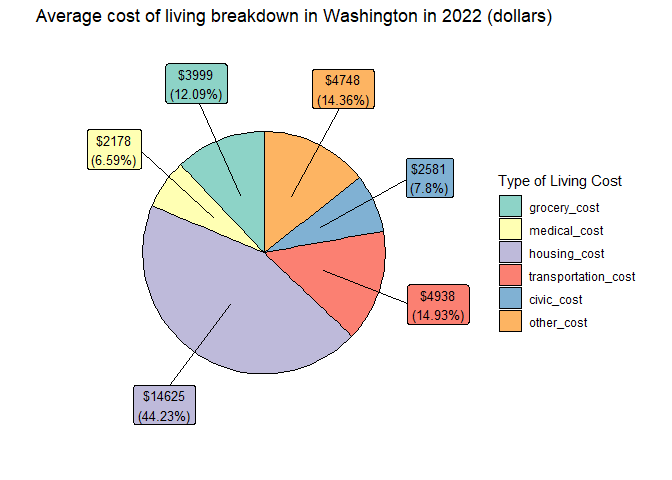 Average cost of living breakdown in Washington in 2022 (dollars)
$3999
(12.09%)
$4748
(14.36%)
$2178
(6.59%)
$2581
(7.8%)
$4938
(14.93%)
$14625
(44.23%)
Type of Living Cost
grocery_cost
medical_cost
housing_cost
transportation_cost
civic_cost
other_cost